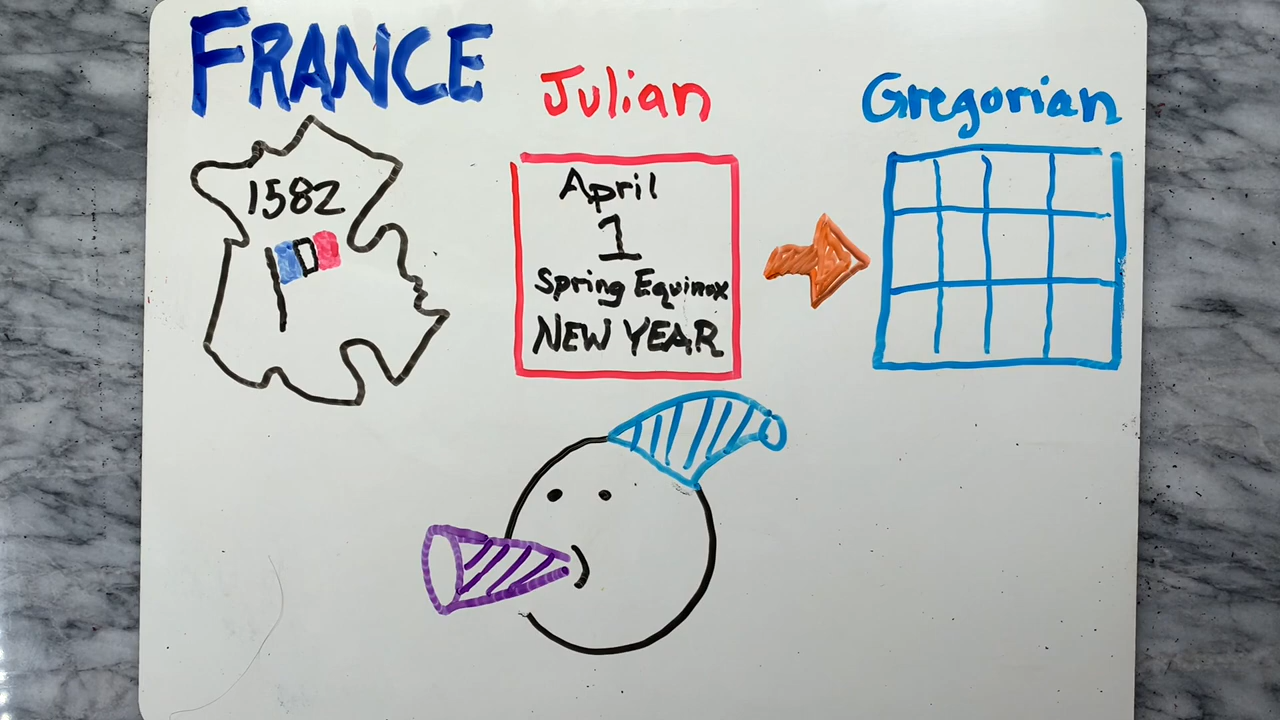 FRANCE
Julian
Gregorian
1582
April
1
Spring Equinox
NEW YEAR